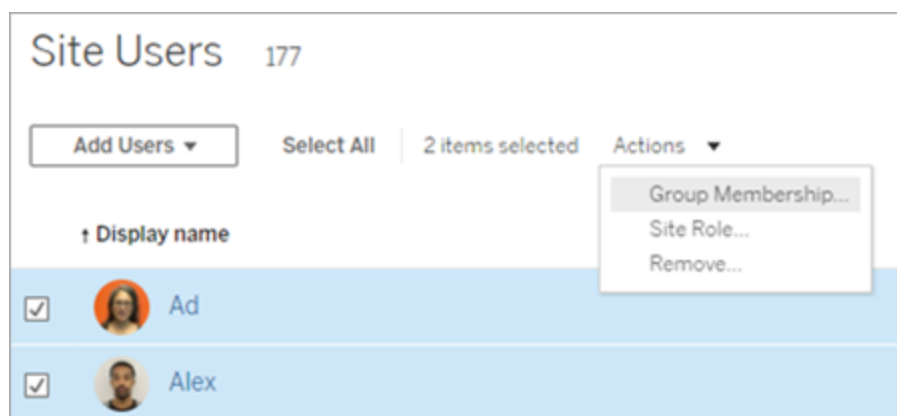 Site Users 177
Add Users Select All 2 items selected Actions
Group Membership...
Site Role...
Remove...
Display name
Ad
Alex